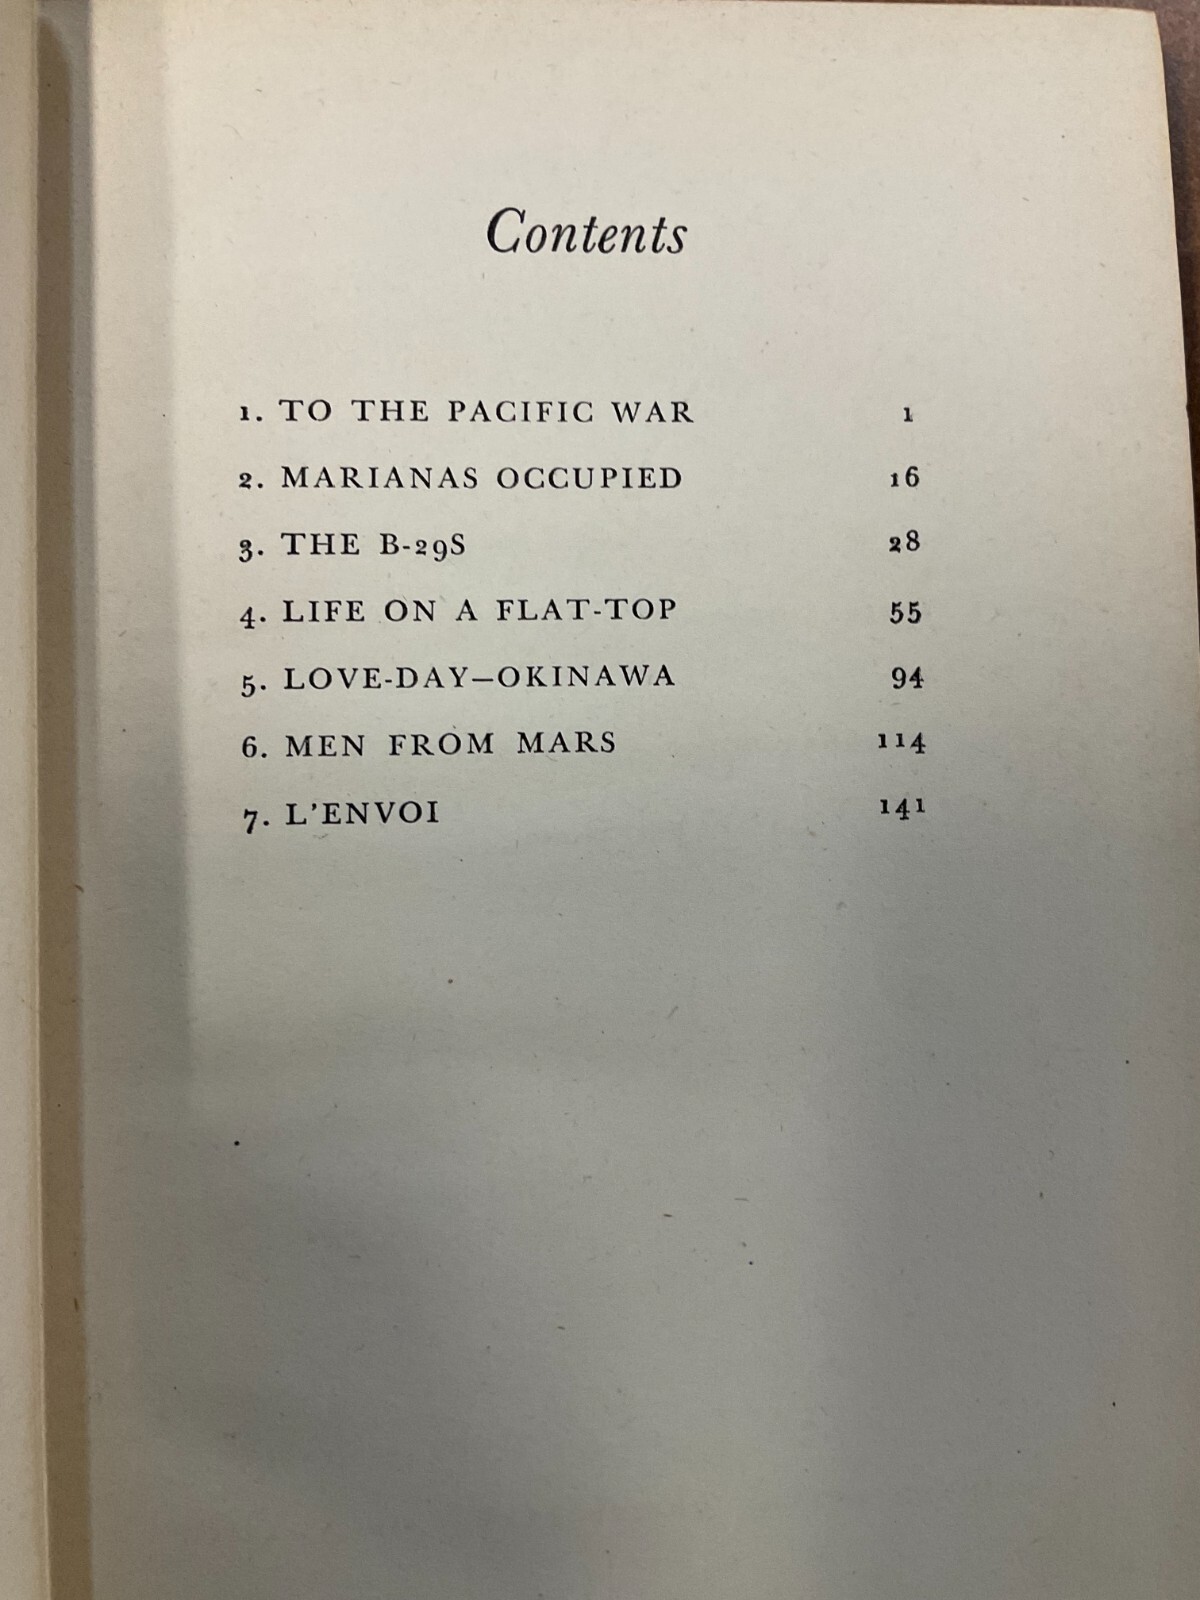 Contents
1. TO THE PACIFIC WAR 1
2. MARIANAS OCCUPIED 16
3. THE B-29S 28
4. LIFE ON A FLAT-TOP 55
5. LOVE-DAY—OKINAWA 94
6. MEN FROM MARS 114
7. L'ENVOI 141